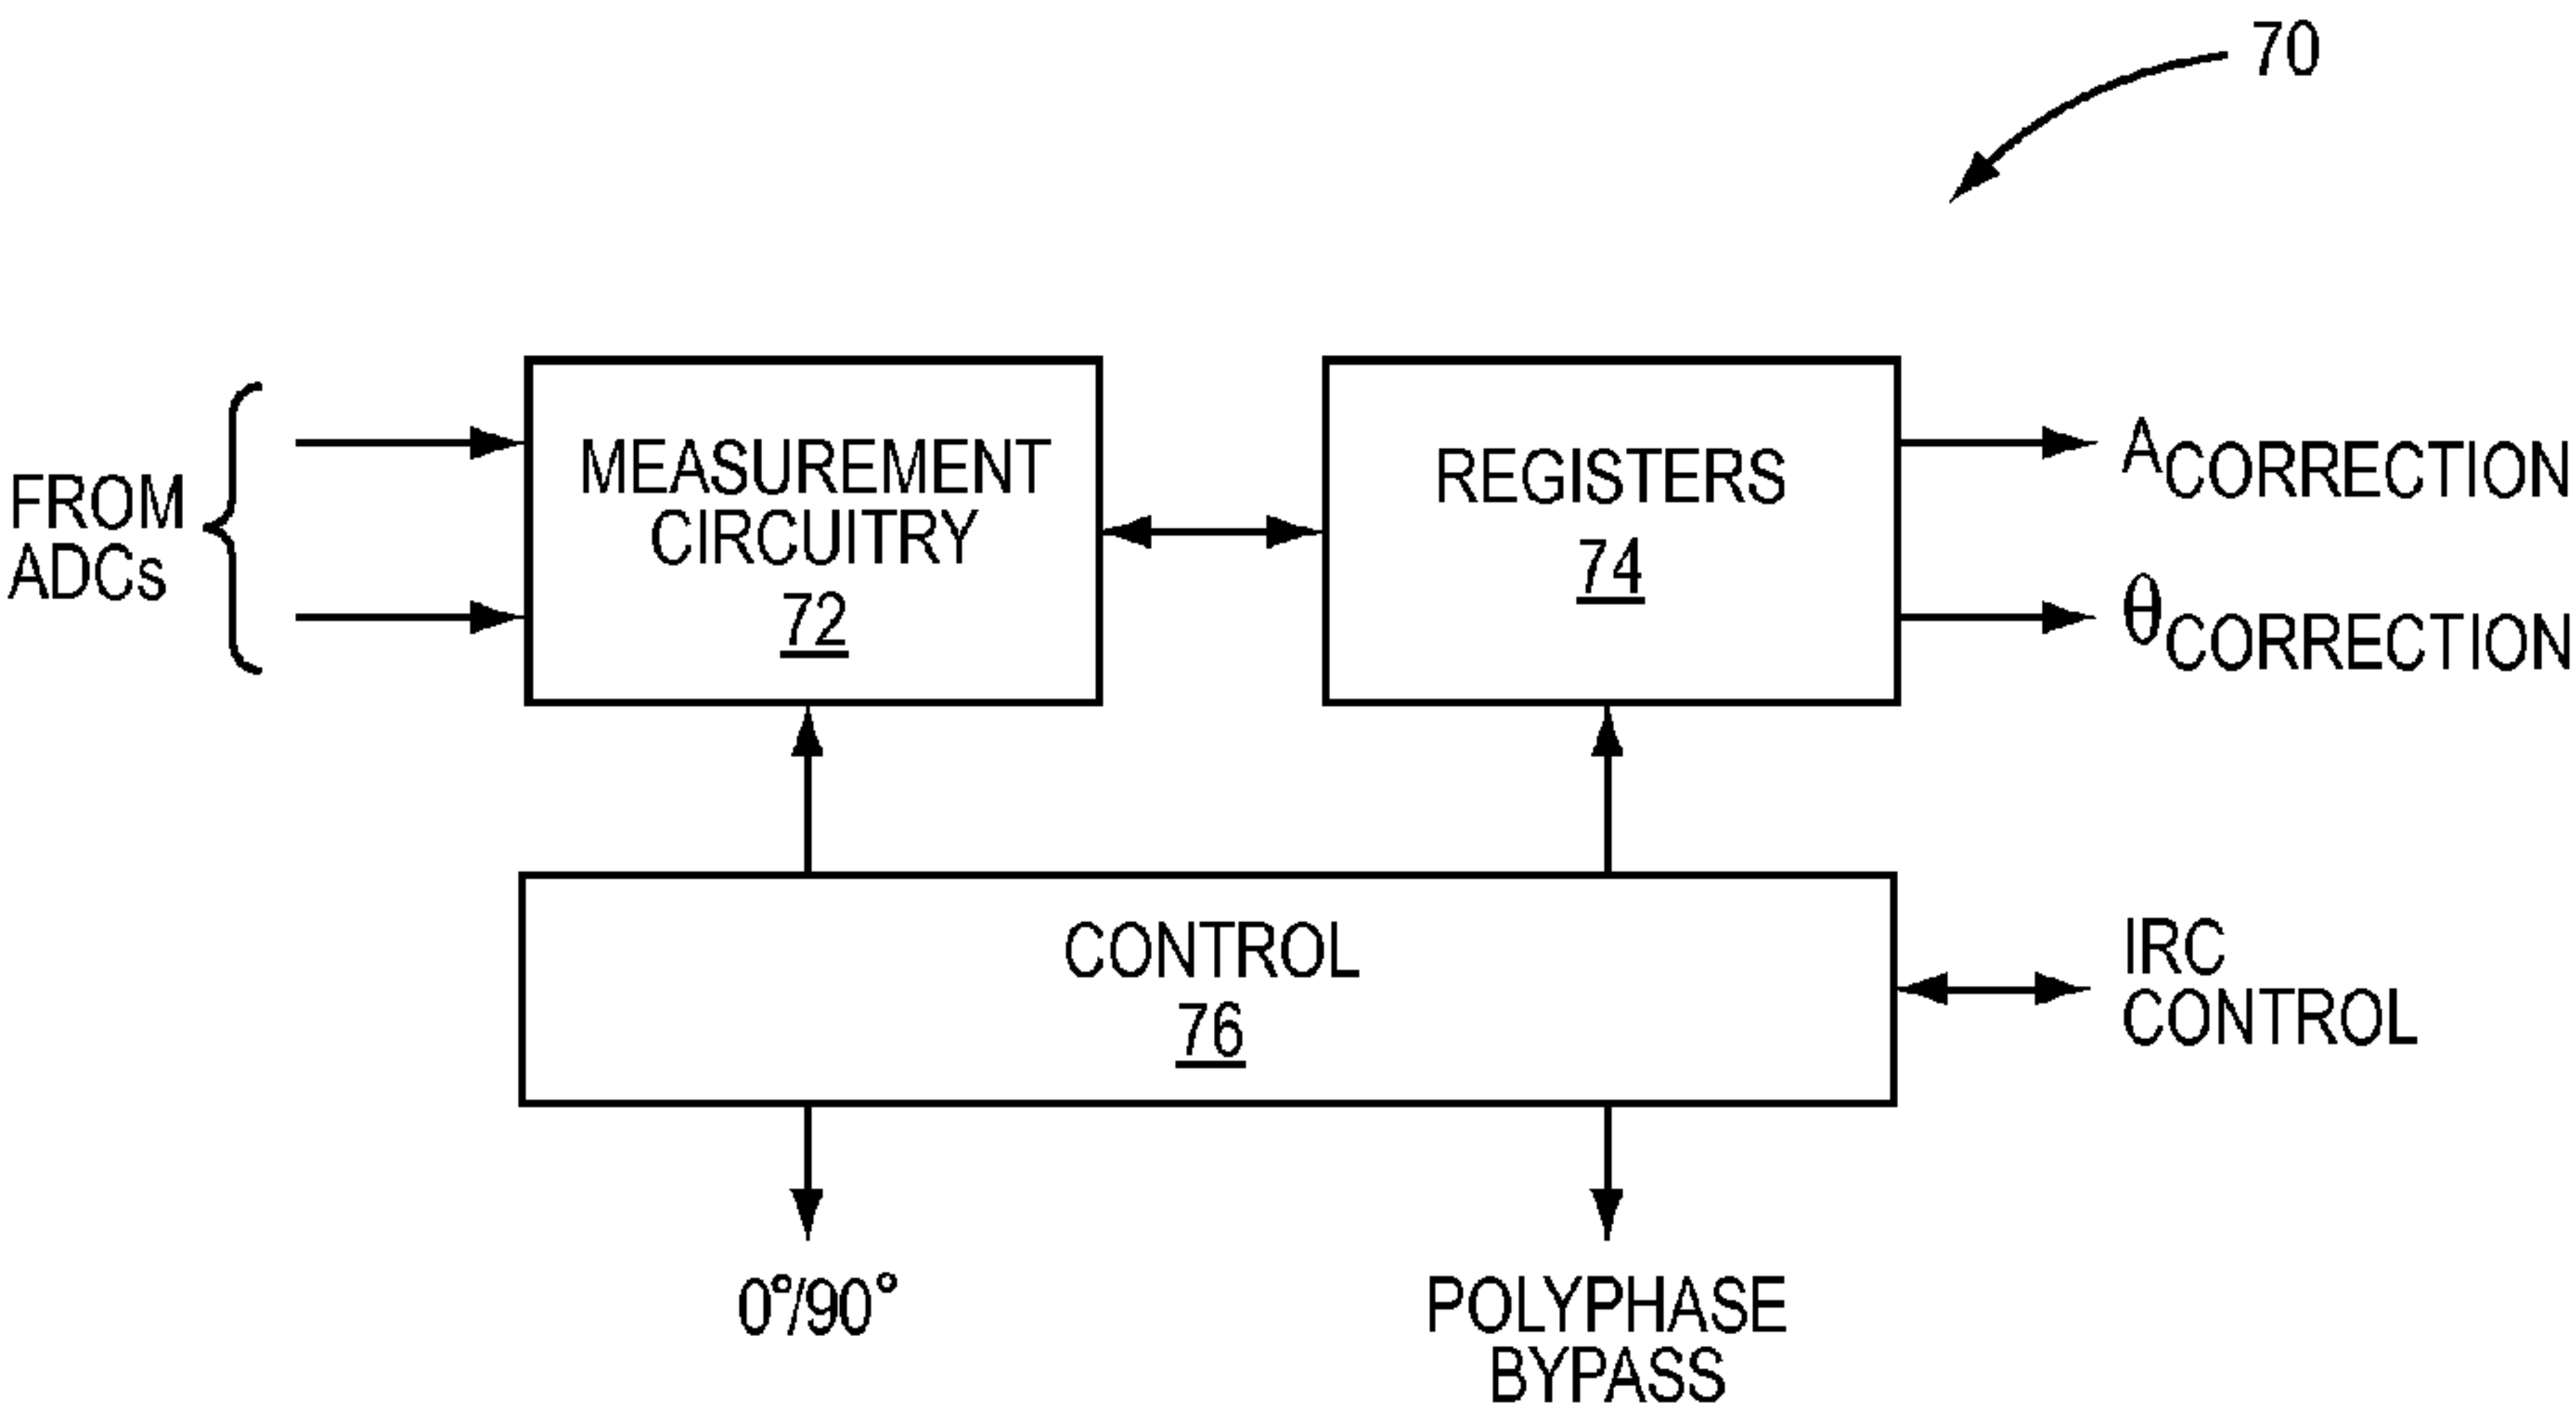 70
FROM
ADCs
MEASUREMENT
CIRCUITRY
72
REGISTERS
74
ACORRECTION
θCORRECTION
CONTROL
76
IRC
CONTROL
0°/90°
POLYPHASE
BYPASS